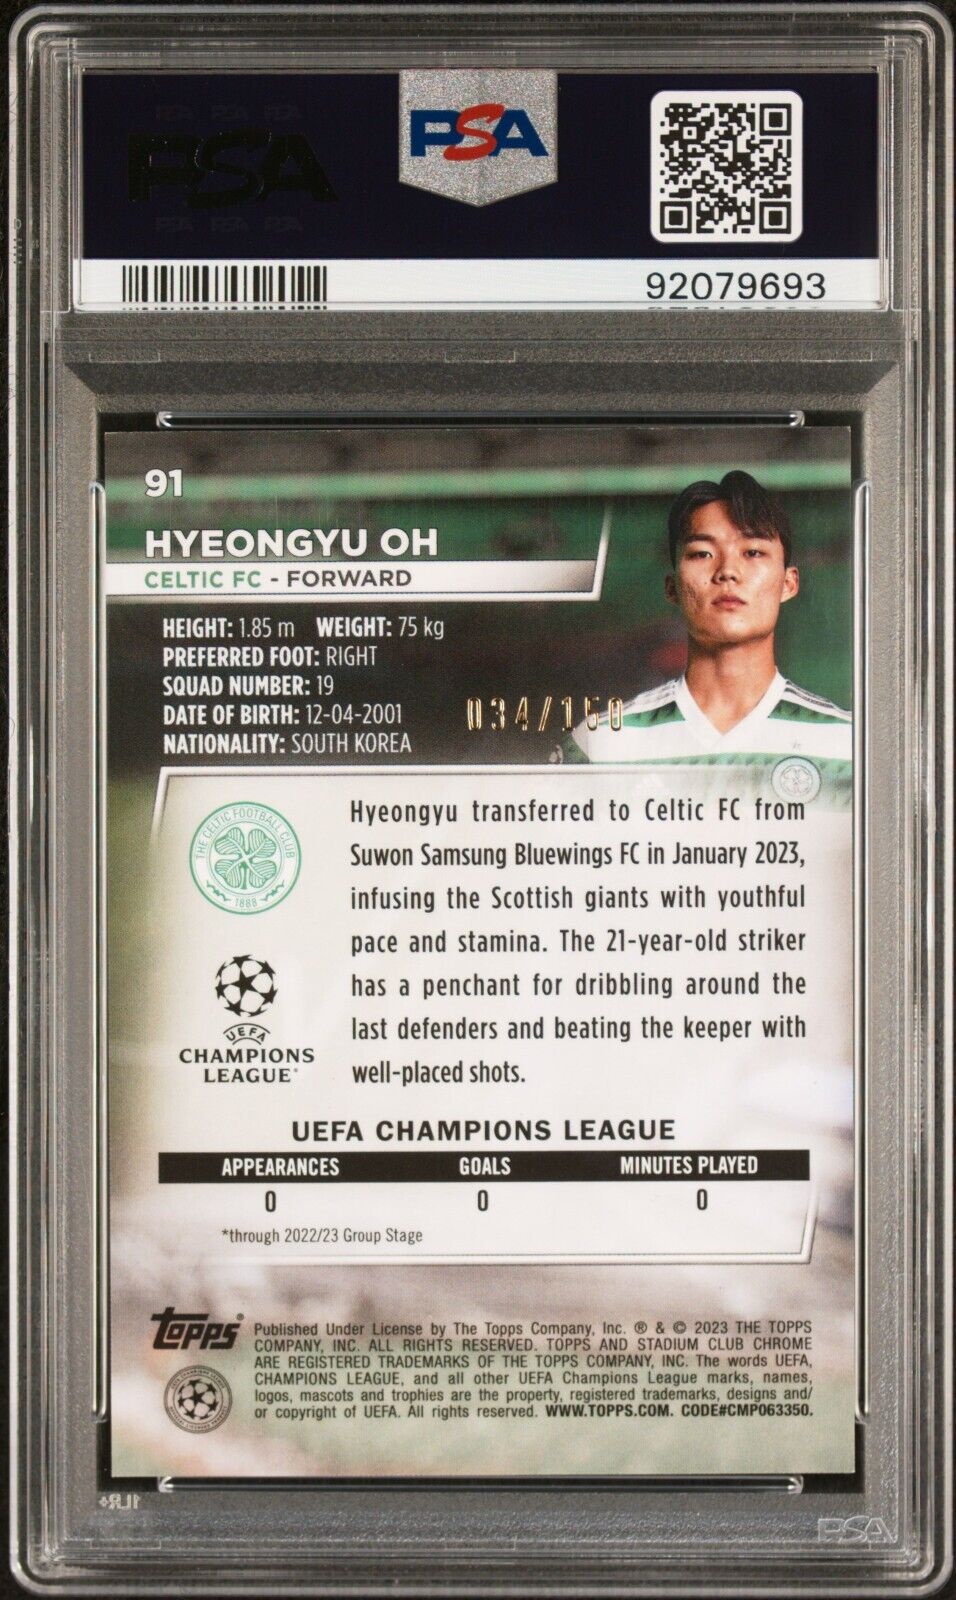 PSA
PSA
92079693
91
HYEONGYU OH
CELTIC FC - FORWARD
HEIGHT: 1.85 m WEIGHT: 75 kg
PREFERRED FOOT: RIGHT
SQUAD NUMBER: 19
DATE OF BIRTH: 12-04-2001
NATIONALITY: SOUTH KOREA
034/150
THE CELTIC FOOTBALL CLUB
1888
Hyeongyu transferred to Celtic FC from
Suwon Samsung Bluewings FC in January 2023,
infusing the Scottish giants with youthful
pace and stamina. The 21-year-old striker
has a penchant for dribbling around the
last defenders and beating the keeper with
well-placed shots.
UEFA
CHAMPIONS
LEAGUE®
UEFA CHAMPIONS LEAGUE
APPEARANCES GOALS MINUTES PLAYED
0 0 0
*through 2022/23 Group Stage
Topps®
Published Under License by The Topps Company, Inc. ® & © 2023 THE TOPPS
COMPANY, INC. ALL RIGHTS RESERVED. TOPPS AND STADIUM CLUB CHROME
ARE REGISTERED TRADEMARKS OF THE TOPPS COMPANY, INC. The words UEFA,
CHAMPIONS LEAGUE, and all other UEFA Champions League marks, names,
logos, mascots and trophies are the property, registered trademarks, designs and/
or copyright of UEFA. All rights reserved. WWW.TOPPS.COM. CODE#CMP063350.
PSA